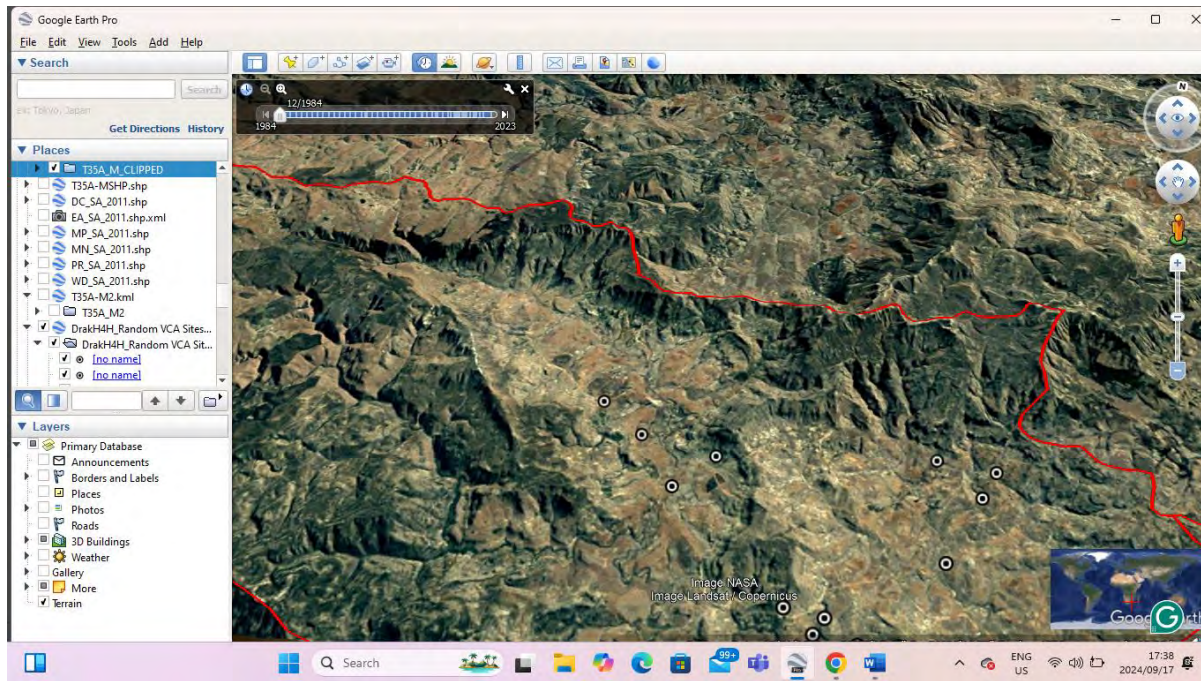 Google Earth Pro
File Edit View Tools Add Help
Search
Search
Get Directions History
Places
T35A_M_CLIPPED
T35A-MSHP.shp
DC_SA_2011.shp
EA_SA_2011.shp.xml
MP_SA_2011.shp
MN_SA_2011.shp
PR_SA_2011.shp
WD_SA_2011.shp
T35A-M2.kml
T35A_M2
DrakH4H_Random VCA Sites...
DrakH4H_Random VCA Sit...
[no name]
[no name]
Layers
Primary Database
Announcements
Borders and Labels
Places
Photos
Roads
3D Buildings
Weather
Gallery
More
Terrain
12/1984
1984
2023
N
Image NASA
Image Landsat / Copernicus
Search
99+
ENG
US
17:38
2024/09/17